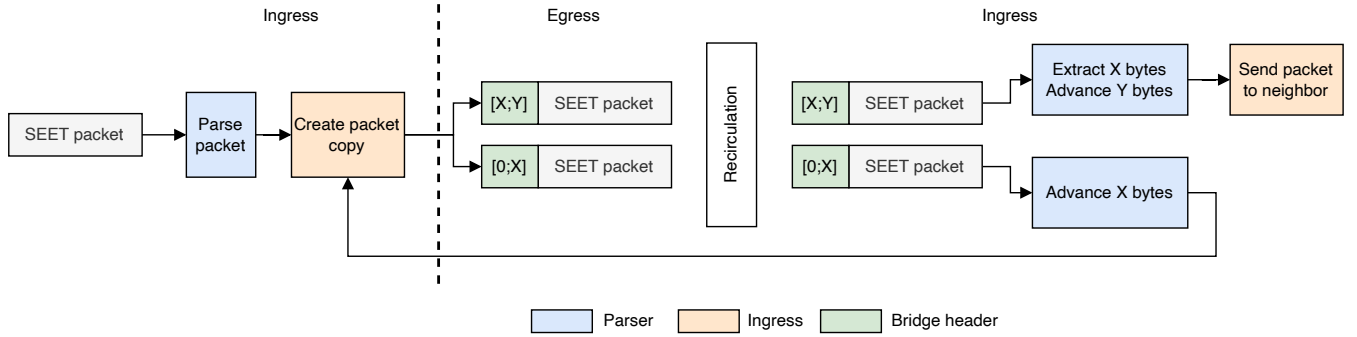 Ingress
Egress
Ingress
SEET packet
Parse
packet
Create packet
copy
[X;Y]
SEET packet
[0;X]
SEET packet
Recirculation
[X;Y]
SEET packet
[0;X]
SEET packet
Extract X bytes
Advance Y bytes
Send packet
to neighbor
Advance X bytes
Parser
Ingress
Bridge header